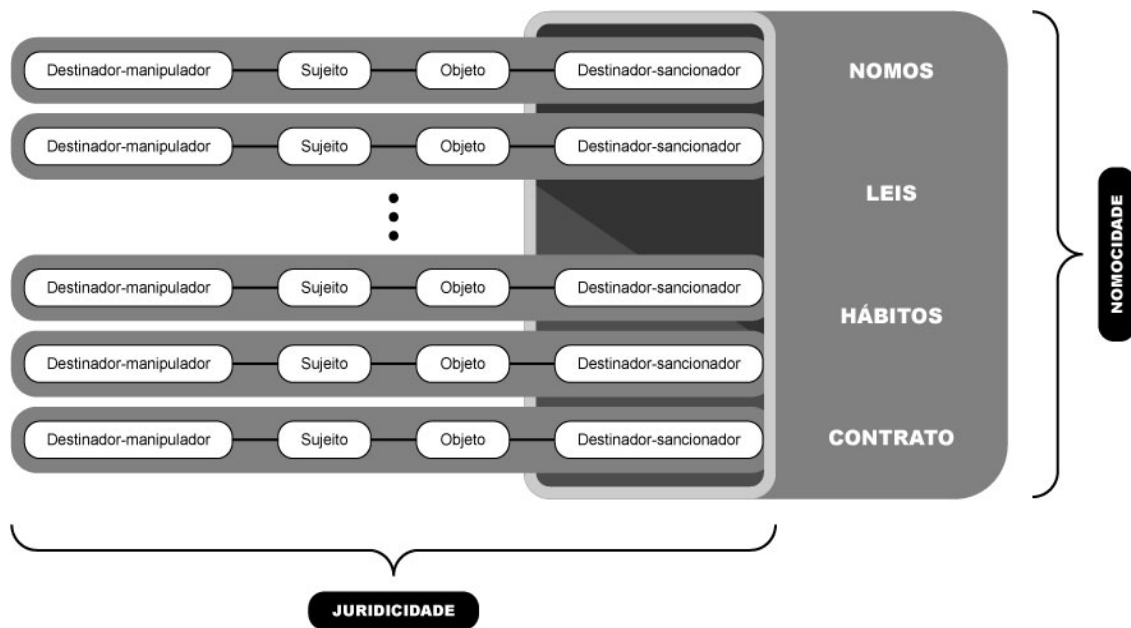 Destinador-manipulador Sujeito Objeto Destinador-sancionador NOMOS
Destinador-manipulador Sujeito Objeto Destinador-sancionador
LEIS
Destinador-manipulador Sujeito Objeto Destinador-sancionador
HÁBITOS
Destinador-manipulador Sujeito Objeto Destinador-sancionador
Destinador-manipulador Sujeito Objeto Destinador-sancionador CONTRATO
NOMOCIDADE
JURIDICIDADE